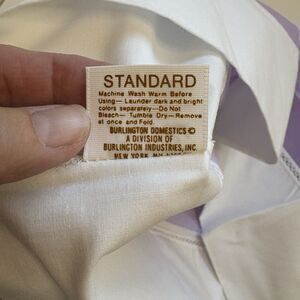 STANDARD
Machine Wash Warm Before
Using— Launder dark and bright
colors separately—Do Not
Bleach— Tumble Dry—Remove
at once and Fold.
BURLINGTON DOMESTICS©
A DIVISION OF
BURLINGTON INDUSTRIES, INC.
NEW YORK,